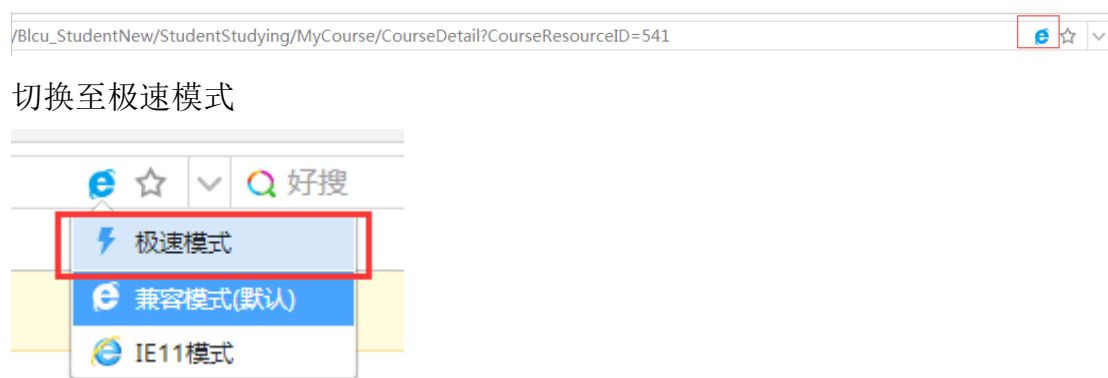 /Blcu_StudentNew/StudentStudying/MyCourse/CourseDetail?CourseResourceID=541
切换至极速模式
好搜
极速模式
兼容模式(默认)
IE11模式